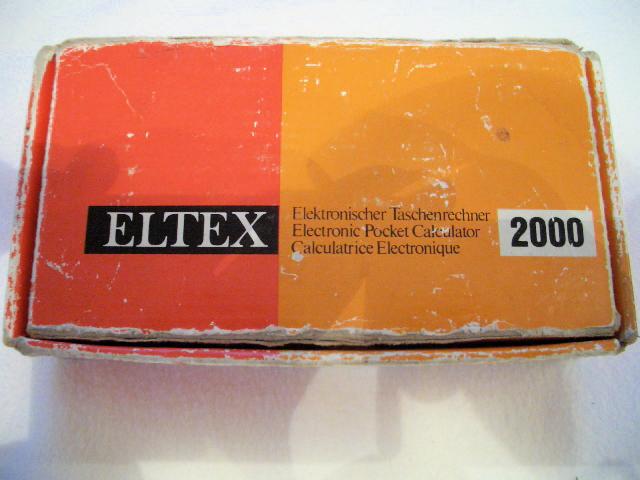 ELTEX
Elektronischer Taschenrechner
Electronic Pocket Calculator
Calculatrice Electronique
2000